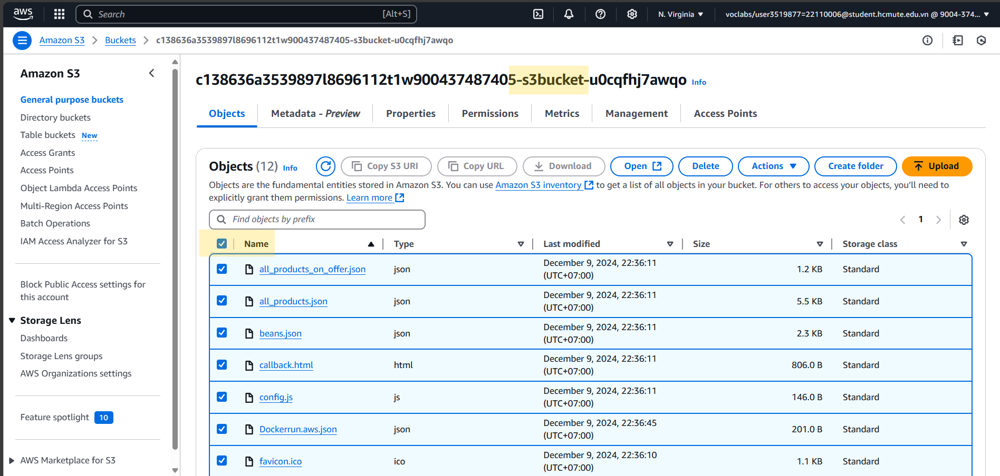 aws
Search
[Alt+S]
N. Virginia
voclabs/user3519877=22110006@student.hcmute.edu.vn @ 9004-374...
Amazon S3
Buckets
c138636a3539897l8696112t1w900437487405-s3bucket-u0cqfhj7awqo
Amazon S3
General purpose buckets
Directory buckets
Table buckets New
Access Grants
Access Points
Object Lambda Access Points
Multi-Region Access Points
Batch Operations
IAM Access Analyzer for S3
Block Public Access settings for
this account
Storage Lens
Dashboards
Storage Lens groups
AWS Organizations settings
Feature spotlight 10
AWS Marketplace for S3
c138636a3539897l8696112t1w900437487405-s3bucket-u0cqfhj7awqo Info
Objects
Metadata - Preview
Properties
Permissions
Metrics
Management
Access Points
Objects (12) Info
Copy S3 URI
Copy URL
Download
Open
Delete
Actions
Create folder
Upload
Objects are the fundamental entities stored in Amazon S3. You can use Amazon S3 inventory to get a list of all objects in your bucket. For others to access your objects, you’ll need to
explicitly grant them permissions. Learn more
Find objects by prefix
1
Name Type Last modified Size Storage class
all_products_on_offer.json json December 9, 2024, 22:36:11 (UTC+07:00) 1.2 KB Standard
all_products.json json December 9, 2024, 22:36:11 (UTC+07:00) 5.5 KB Standard
beans.json json December 9, 2024, 22:36:11 (UTC+07:00) 2.3 KB Standard
callback.html html December 9, 2024, 22:36:11 (UTC+07:00) 806.0 B Standard
config.js js December 9, 2024, 22:36:11 (UTC+07:00) 146.0 B Standard
Dockerrun.aws.json json December 9, 2024, 22:36:45 (UTC+07:00) 201.0 B Standard
favicon.ico ico December 9, 2024, 22:36:10 (UTC+07:00) 1.1 KB Standard